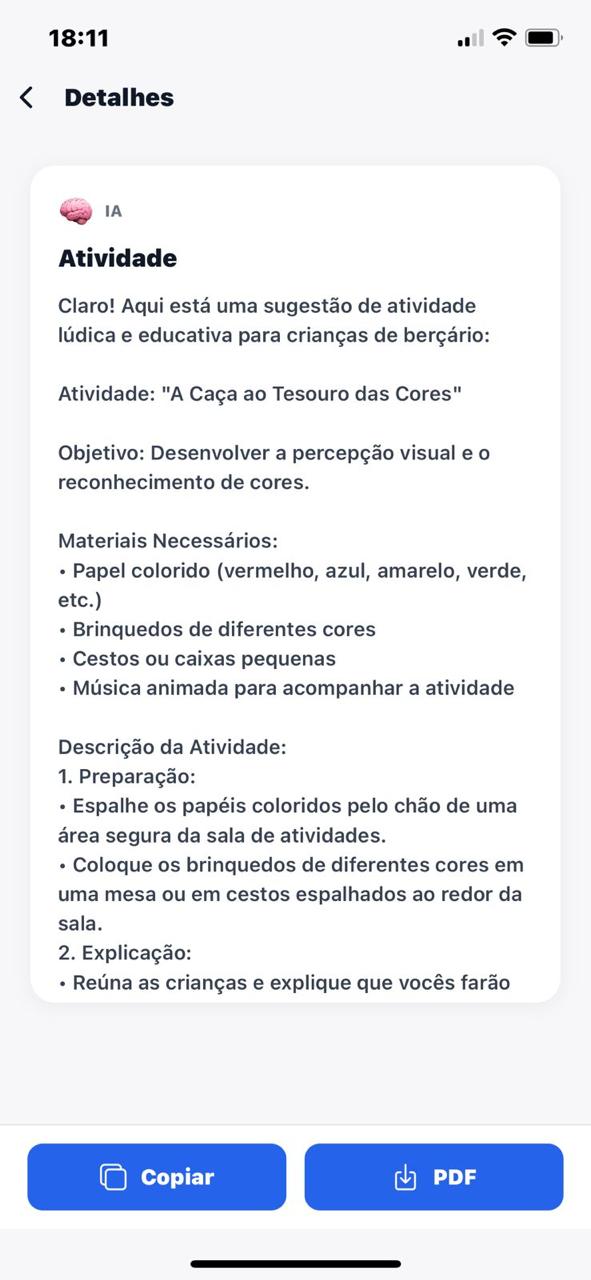 18:11
Detalhes
IA
Atividade
Claro! Aqui está uma sugestão de atividade
lúdica e educativa para crianças de berçário:
Atividade: "A Caça ao Tesouro das Cores"
Objetivo: Desenvolver a percepção visual e o
reconhecimento de cores.
Materiais Necessários:
• Papel colorido (vermelho, azul, amarelo, verde,
etc.)
• Brinquedos de diferentes cores
• Cestos ou caixas pequenas
• Música animada para acompanhar a atividade
Descrição da Atividade:
1. Preparação:
• Espalhe os papéis coloridos pelo chão de uma
área segura da sala de atividades.
• Coloque os brinquedos de diferentes cores em
uma mesa ou em cestos espalhados ao redor da
sala.
2. Explicação:
• Reúna as crianças e explique que vocês farão
Copiar
PDF